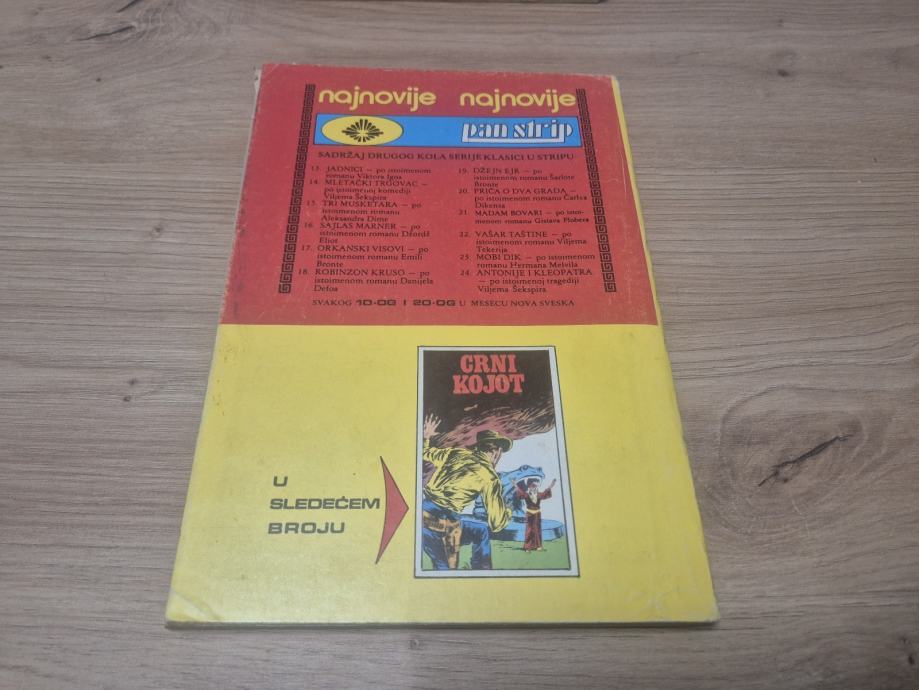 najnovije najnovije
pan strip
SADRŽAJ DRUGOG KOLA SERIJE KLASICI U STRIPU
13. JADNICI — po istoimenom
romanu Viktora Igoa
14. MLETAČKI TRGOVAC —
po istoimenoj komediji
Viljema Šekspira
15. TRI MUSKETARA — po
istoimenom romanu
Aleksandra Dime
16. SAJLAS MARNER — po
istoimenom romanu Džordž
Eliot
17. ORKANSKI VISOVI — po
istoimenom romanu Emili
Bronte
18. ROBINZON KRUSO — po
istoimenom romanu Danijela
Defoa
19. DŽEJN EJR — po
istoimenom romanu Šarlote
Bronte
20. PRIČA O DVA GRADA —
po istoimenom romanu Čarlsa
Dikensa
21. MADAM BOVARI — po istoi-
menom romanu Gistava Flobera
22. VAŠAR TAŠTINE — po
istoimenom romanu Viljema
Tekerija
23. MOBI DIK — po istoimenom
romanu Hermana Melvila
24. ANTONIJE I KLEOPATRA
— po istoimenoj tragediji
Viljema Šekspira
SVAKOG 10-OG I 20-OG U MESECU NOVA SVESKA
CRNI
KOJOT
U
SLEDEĆEM
BROJU